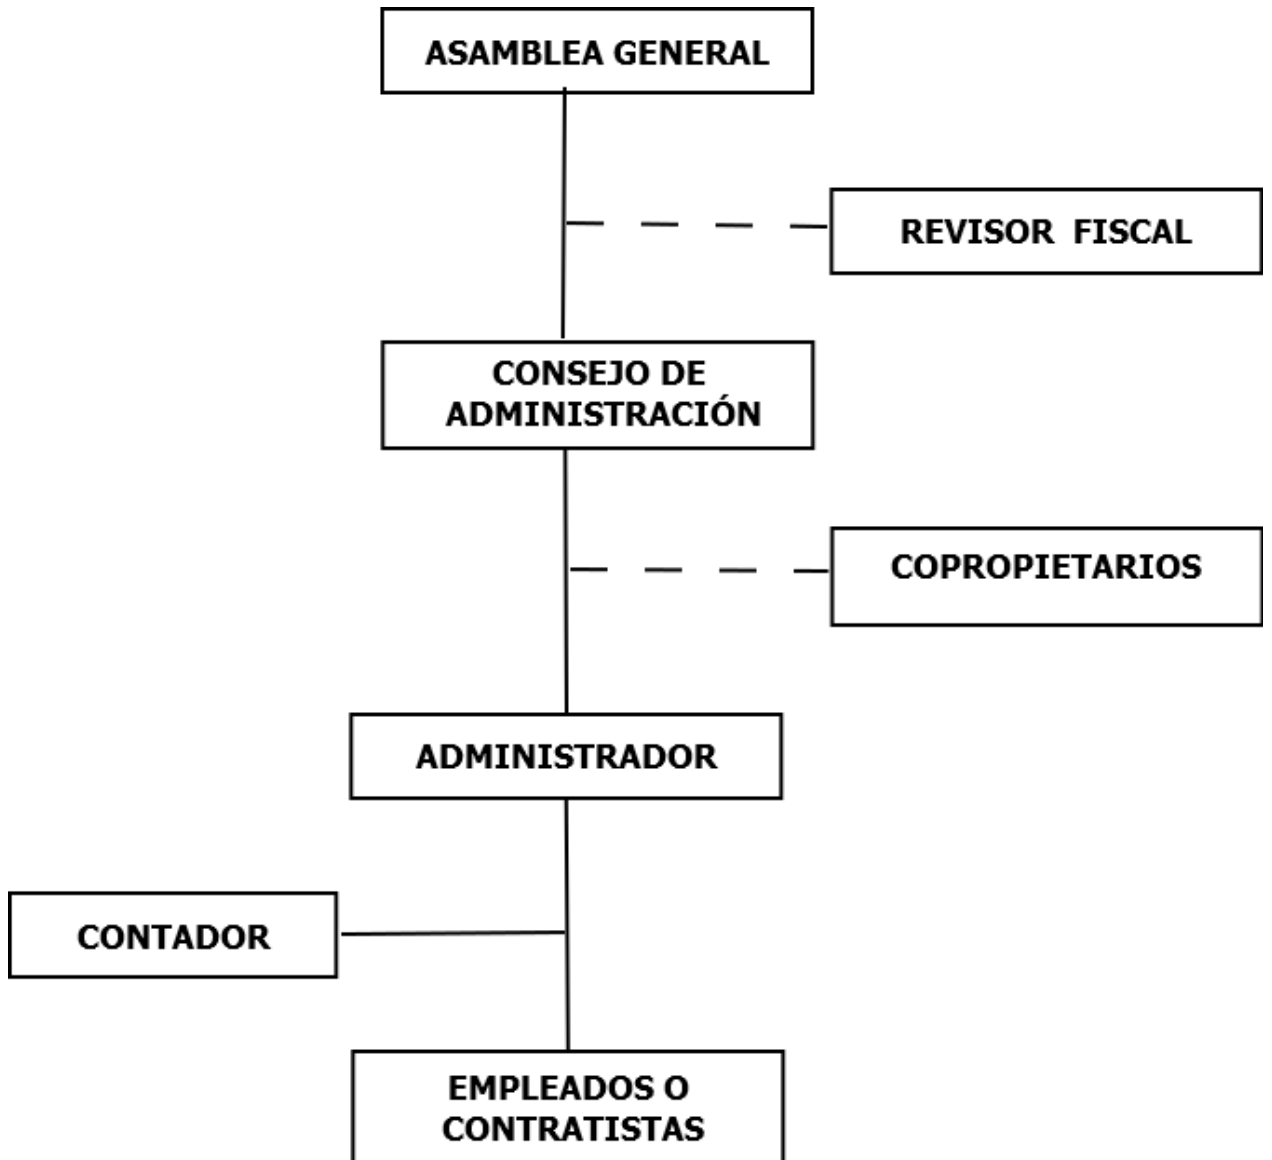 ASAMBLEA GENERAL
REVISOR FISCAL
CONSEJO DE
ADMINISTRACIÓN
COPROPIETARIOS
ADMINISTRADOR
CONTADOR
EMPLEADOS O
CONTRATISTAS